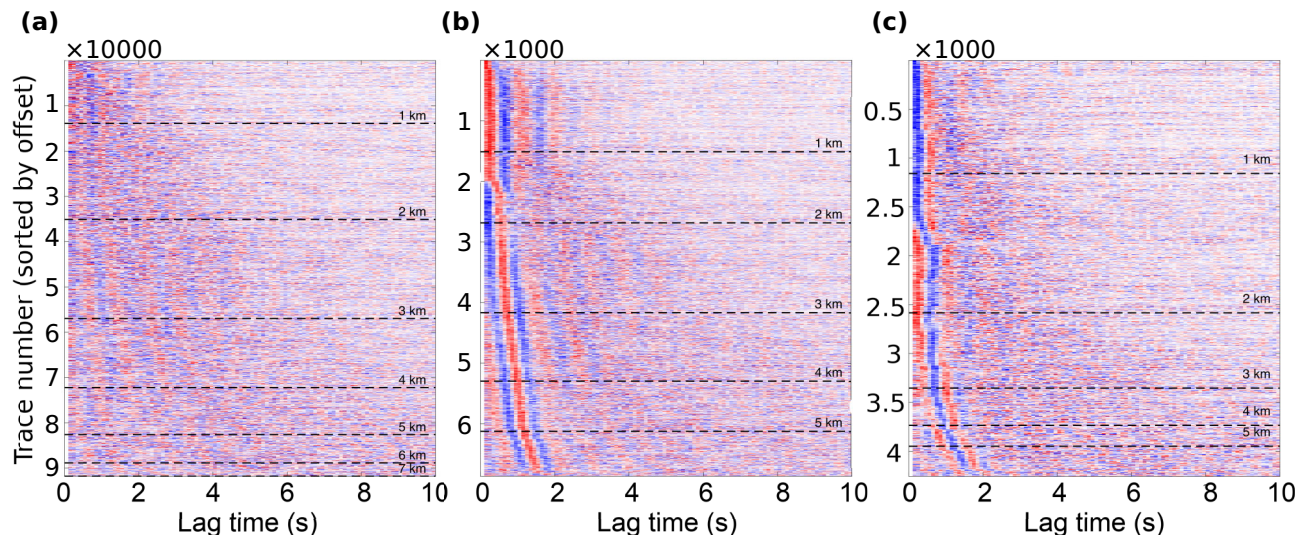 (a)
×10000
Trace number (sorted by offset)
1
2
3
4
5
6
7
8
9
1 km
2 km
3 km
4 km
5 km
6 km
7 km
0 2 4 6 8 10
Lag time (s)
(b)
×1000
1
2
3
4
5
6
1 km
2 km
3 km
4 km
5 km
0 2 4 6 8 10
Lag time (s)
(c)
×1000
0.5
1
2.5
2
2.5
3
3.5
4
1 km
2 km
3 km
4 km
5 km
0 2 4 6 8 10
Lag time (s)